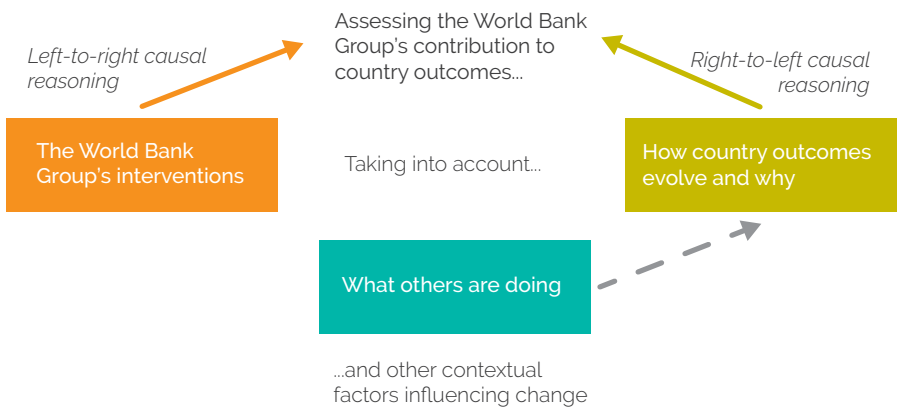 Assessing the World Bank
Group's contribution to
country outcomes...
Left-to-right causal
reasoning
Right-to-left causal
reasoning
The World Bank
Group's interventions
Taking into account...
How country outcomes
evolve and why
What others are doing
...and other contextual
factors influencing change